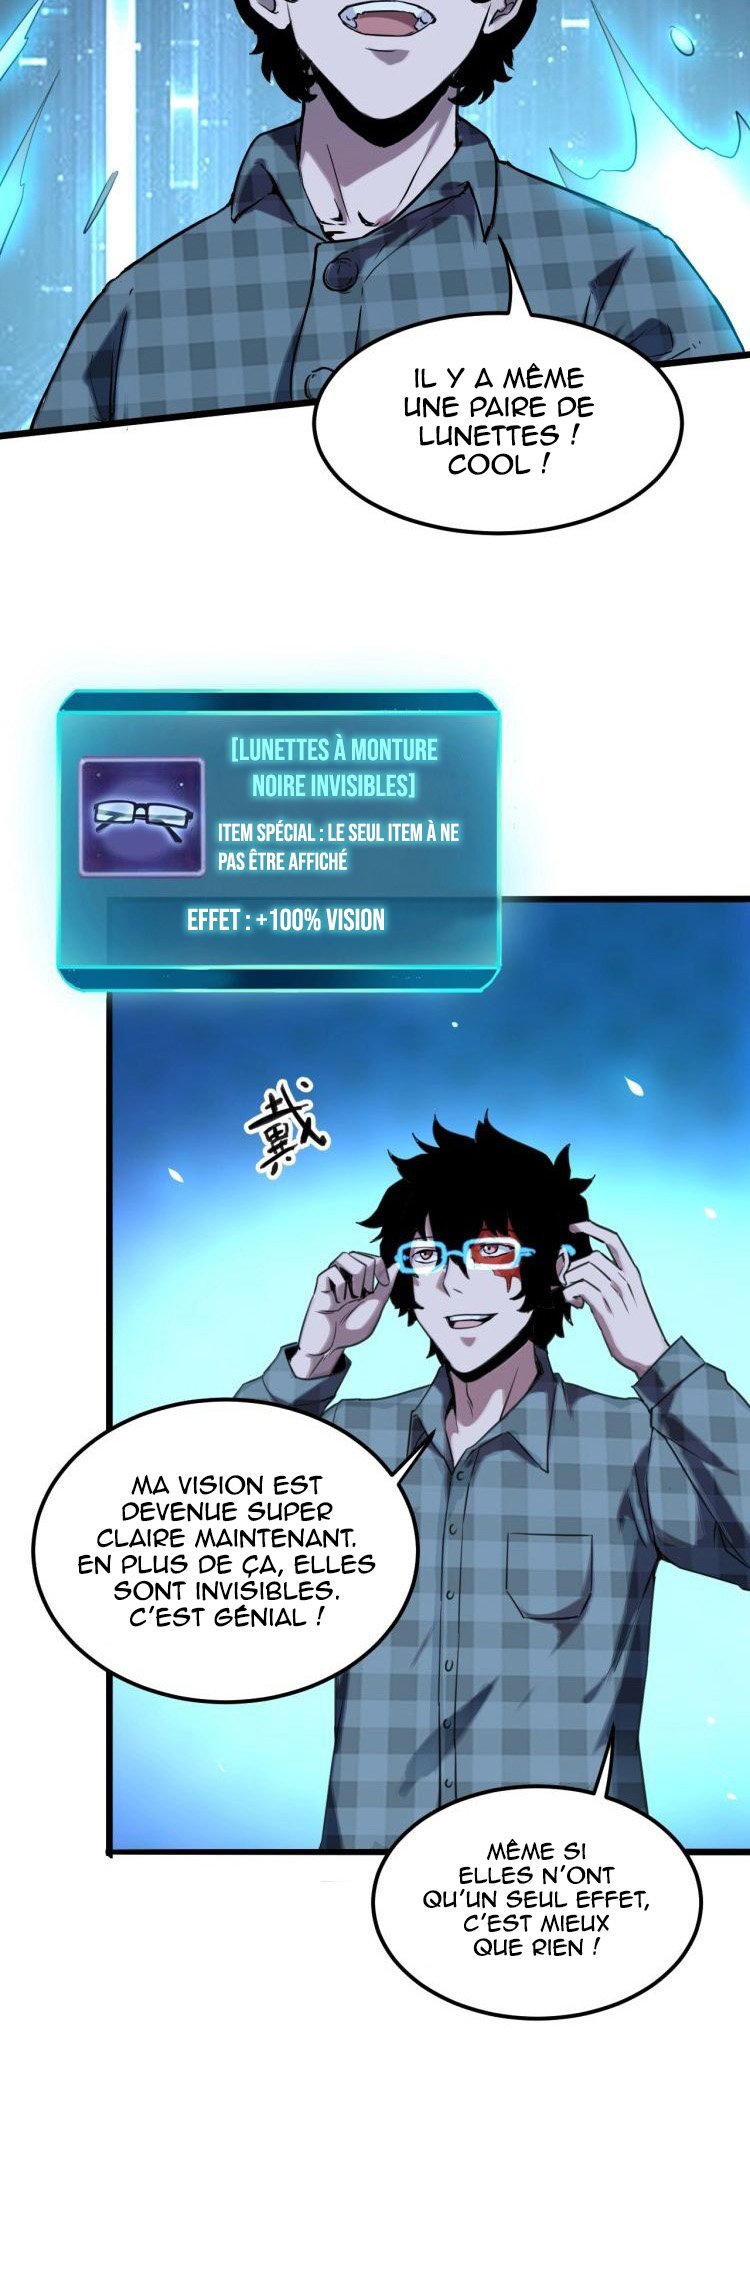 IL Y A MÊME
UNE PAIRE DE
LUNETTES !
COOL !
[LUNETTES À MONTURE
NOIRE INVISIBLES]
ITEM SPÉCIAL : LE SEUL ITEM À NE
PAS ÊTRE AFFICHÉ
EFFET : +100% VISION
戴
MA VISION EST
DEVENUE SUPER
CLAIRE MAINTENANT.
EN PLUS DE ÇA, ELLES
SONT INVISIBLES.
C'EST GÉNIAL !
MÊME SI
ELLES N'ONT
QU'UN SEUL EFFET,
C'EST MIEUX
QUE RIEN !